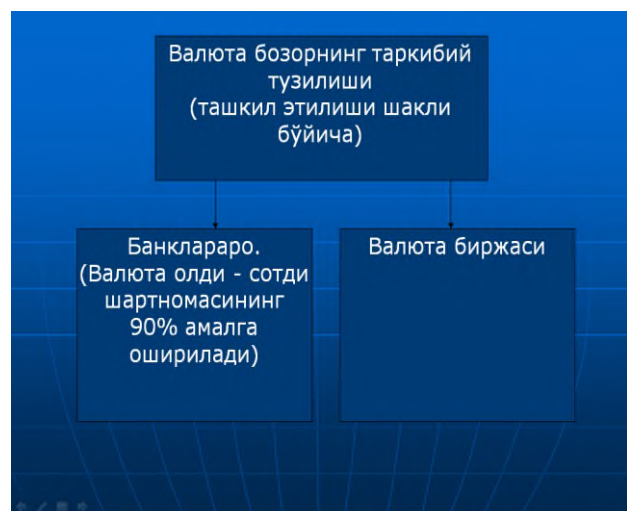 Валюта бозорнинг таркибий
тузилиши
(ташкил этилиши шакли
бўйича)
Банклараро.
(Валюта олди - сотди
шартномасининг
90% амалга
оширилади)
Валюта биржаси